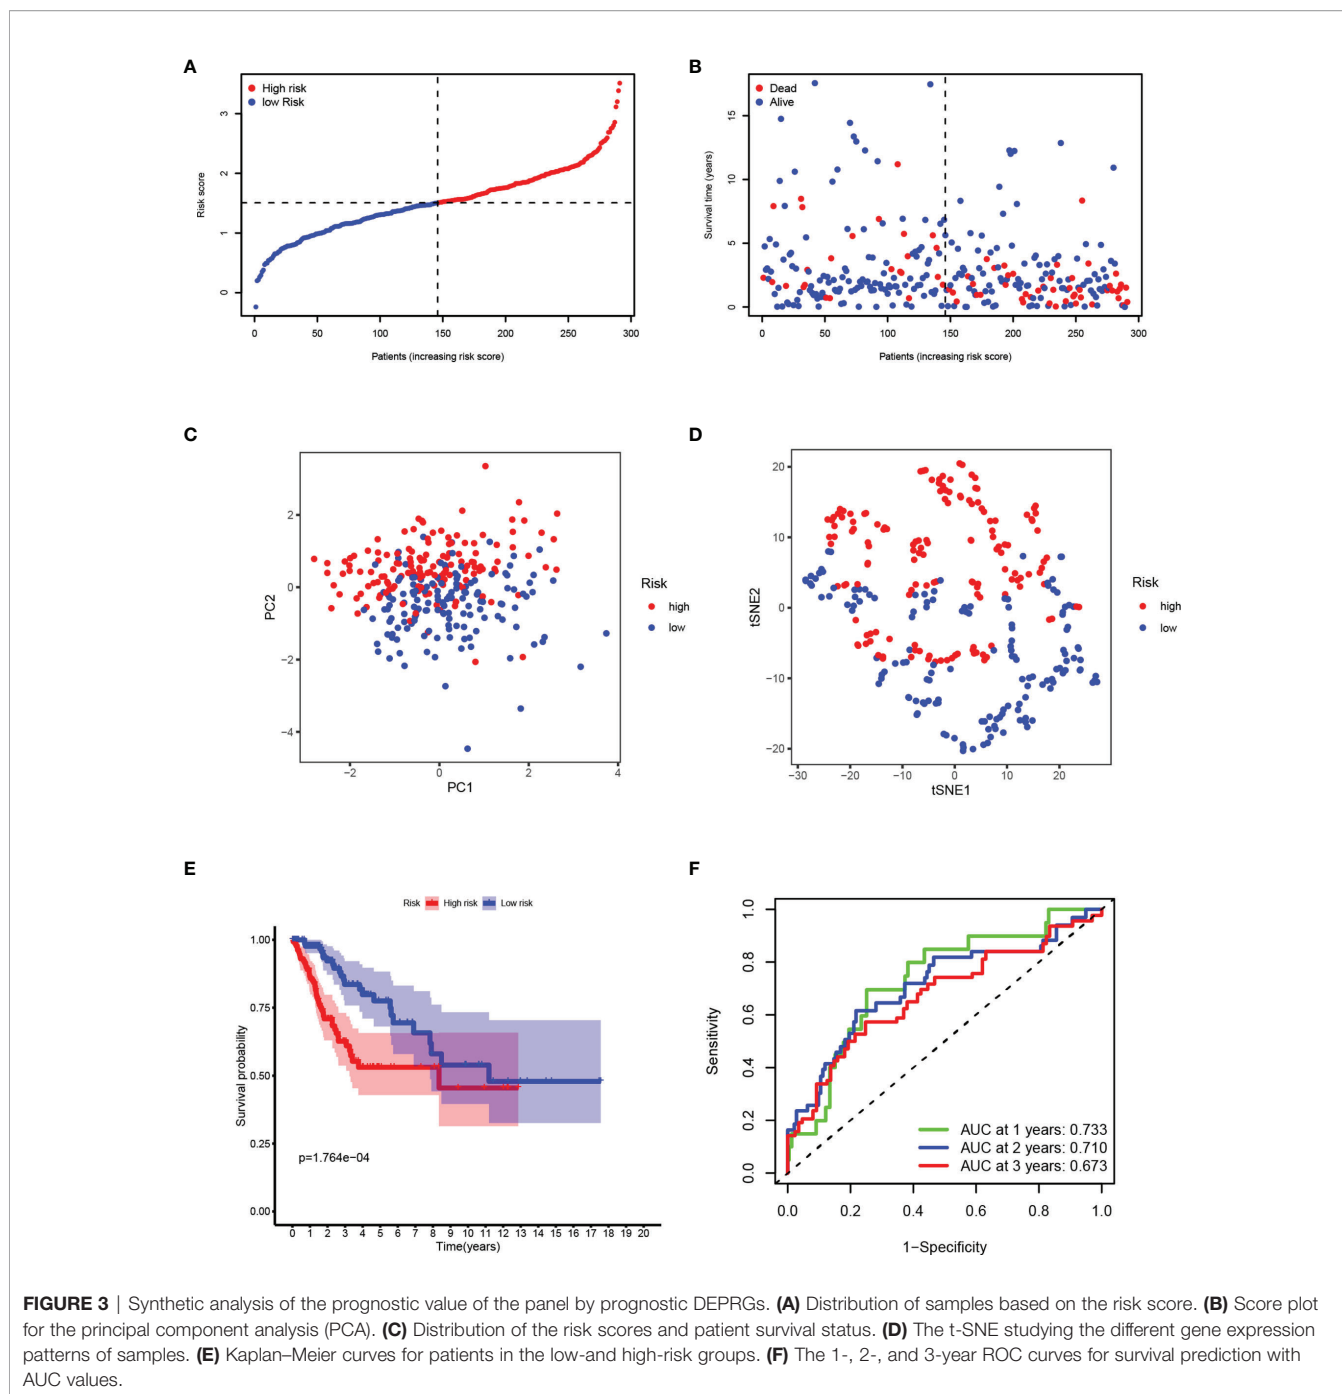 A
High risk
low Risk
Risk score
3
2
1
0
0 50 100 150 200 250 300
Patients (increasing risk score)
B
Dead
Alive
Survival time (years)
15
10
5
0
0 50 100 150 200 250 300
Patients (increasing risk score)
C
PC2
2
0
−2
−4
−2 0 2 4
PC1
Risk
high
low
D
tSNE2
20
10
0
−10
−20
−30 −20 −10 0 10 20
tSNE1
Risk
high
low
E
Risk High risk Low risk
Survival probability
1.00
0.75
0.50
0.25
0.00
p=1.764e−04
0 1 2 3 4 5 6 7 8 9 10 11 12 13 14 15 16 17 18 19 20
Time(years)
F
Sensitivity
1.0
0.8
0.6
0.4
0.2
0.0
AUC at 1 years: 0.733
AUC at 2 years: 0.710
AUC at 3 years: 0.673
0.0 0.2 0.4 0.6 0.8 1.0
1−Specificity
FIGURE 3 | Synthetic analysis of the prognostic value of the panel by prognostic DEPRGs. (A) Distribution of samples based on the risk score. (B) Score plot
for the principal component analysis (PCA). (C) Distribution of the risk scores and patient survival status. (D) The t-SNE studying the different gene expression
patterns of samples. (E) Kaplan–Meier curves for patients in the low-and high-risk groups. (F) The 1-, 2-, and 3-year ROC curves for survival prediction with
AUC values.